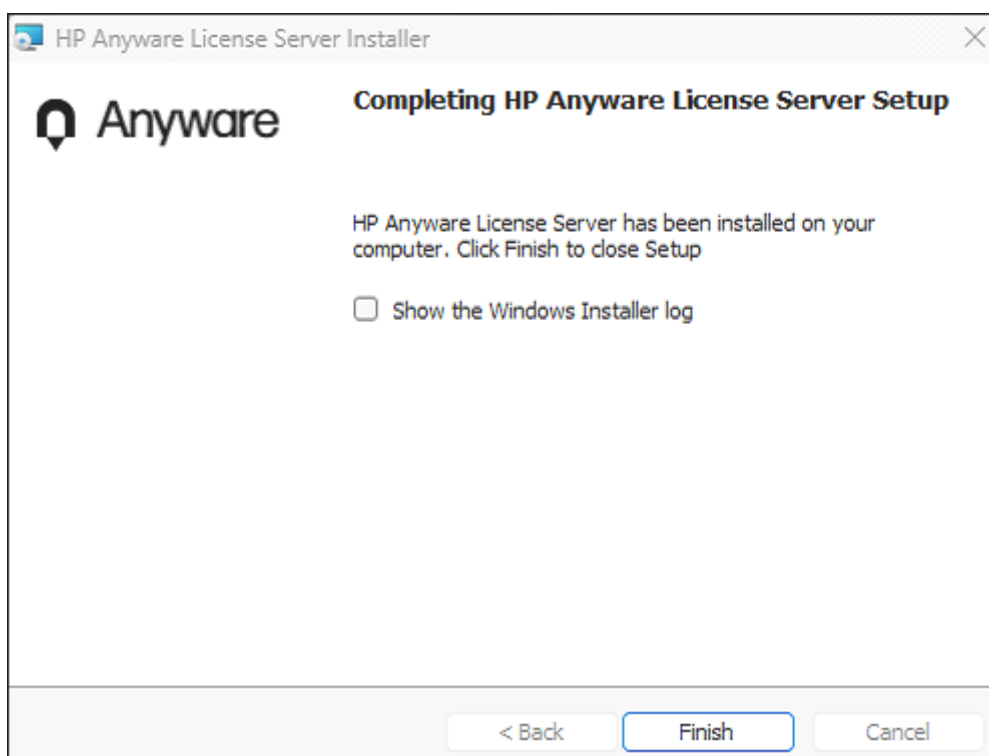 HP Anyware License Server Installer
Anyware
Completing HP Anyware License Server Setup
HP Anyware License Server has been installed on your
computer. Click Finish to close Setup
Show the Windows Installer log
< Back
Finish
Cancel